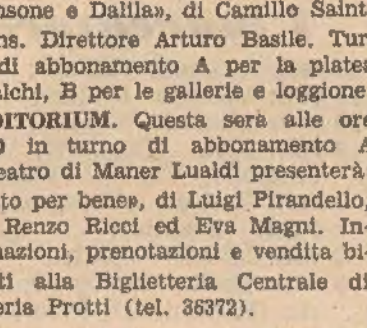 nsone e Dalila», di Camillo Saint
ns. Direttore Arturo Basile. Tur
di abbonamento A per la platea
alchi, B per le gallerie e loggione
DITORIUM. Questa sera alle ore
0 in turno di abbonamento A
eatro di Maner Lualdi presenterà
to per bene», di Luigi Pirandello,
Renzo Ricci ed Eva Magni. In-
mazioni, prenotazioni e vendita bi-
ti alla Biglietteria Centrale di
eria Protti (tel. 36372).